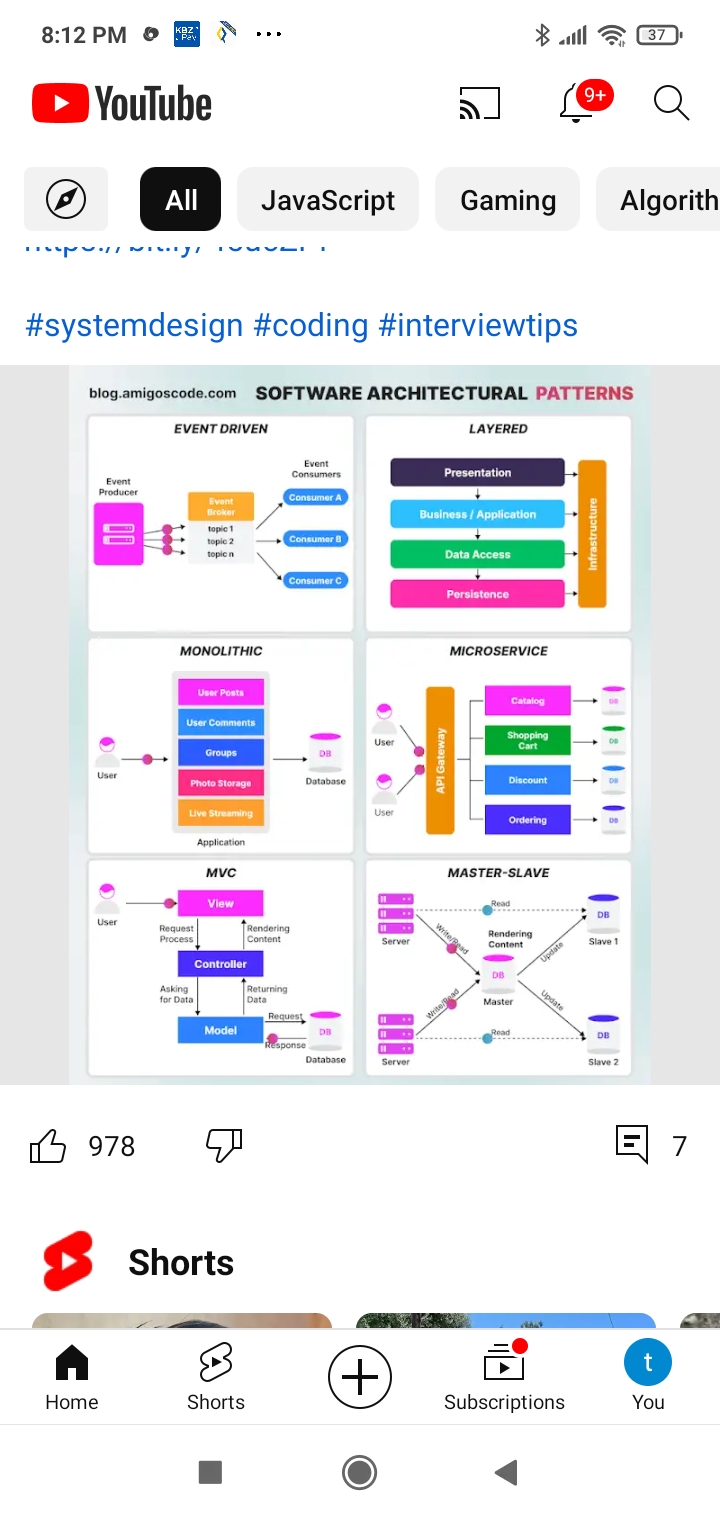 8:12 PM
KBZ Pay
37
YouTube
9+
All
JavaScript
Gaming
Algorith
#systemdesign #coding #interviewtips
blog.amigoscode.com SOFTWARE ARCHITECTURAL PATTERNS
EVENT DRIVEN
Event
Producer
Event
Broker
topic 1
topic 2
topic n
Event
Consumers
Consumer A
Consumer B
Consumer C
LAYERED
Presentation
Business / Application
Data Access
Persistence
Infrastructure
MONOLITHIC
User
User Posts
User Comments
Groups
Photo Storage
Live Streaming
Application
DB
Database
MICROSERVICE
User
User
API Gateway
Catalog
DB
Shopping
Cart
DB
Discount
DB
Ordering
DB
MVC
User
View
Request
Process
Rendering
Content
Controller
Asking
for Data
Returning
Data
Model
Request
Response
DB
Database
MASTER-SLAVE
Server
Read
DB
Slave 1
Write/Read
Rendering
Content
DB
Master
Update
Write/Read
Update
Server
Read
DB
Slave 2
978
7
Shorts
Home
Shorts
Subscriptions
t
You